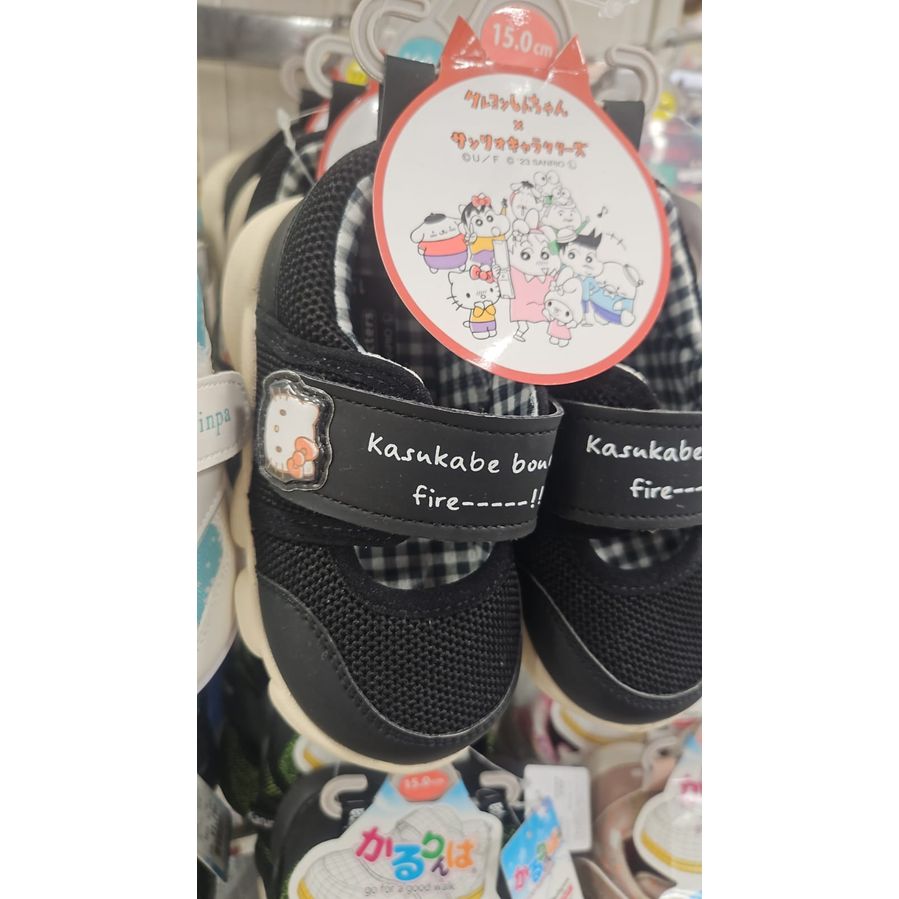 15.0cm
クレヨンしんちゃん
×
サンリオキャラクターズ
©U/F © '23 SANRIO Ⓛ
inpa
Kasukabe
fire-----!!
Kasukabe
fire---
15.0cm
かるりんは
go for a good walk